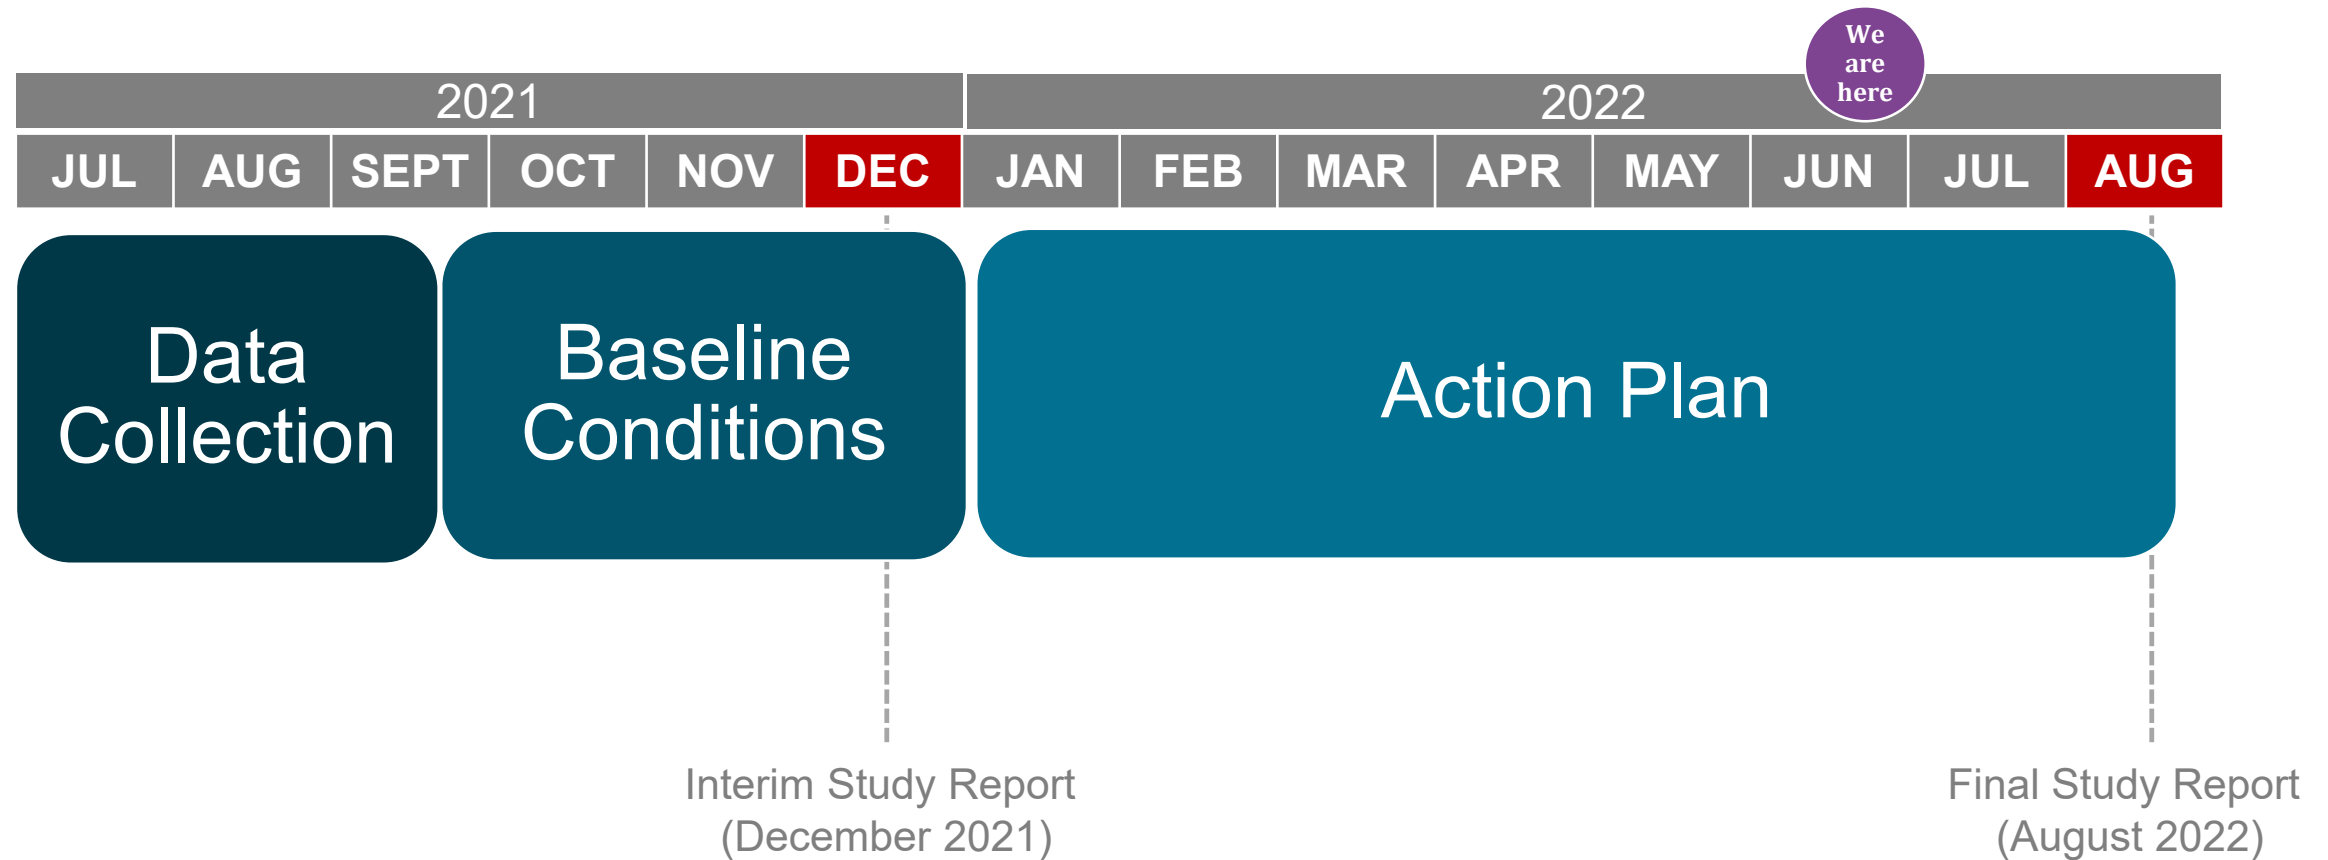 We
are
here
2021
2022
JUL AUG SEPT OCT NOV DEC JAN FEB MAR APR MAY JUN JUL AUG
Data
Collection
Baseline
Conditions
Action Plan
Interim Study Report
(December 2021)
Final Study Report
(August 2022)